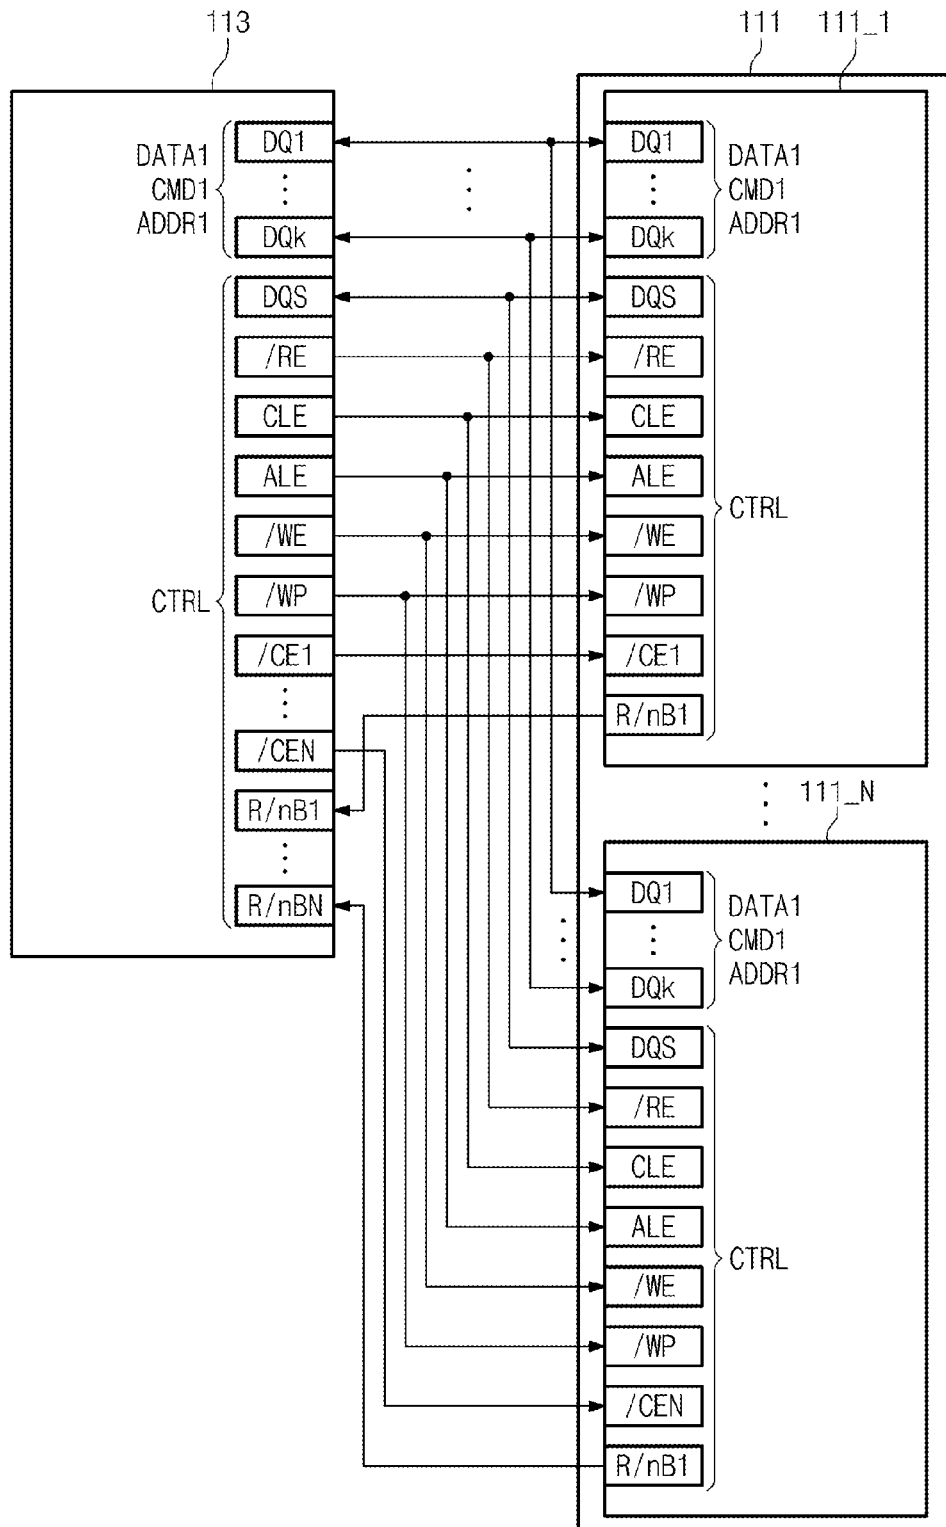 113
111
111_1
DATA1
CMD1
ADDR1
DQ1
DQk
CTRL
DQS
/RE
CLE
ALE
/WE
/WP
/CE1
/CEN
R/nB1
R/nBN
DQ1
DQk
DATA1
CMD1
ADDR1
DQS
/RE
CLE
ALE
/WE
/WP
/CE1
R/nB1
CTRL
111_N
DQ1
DQk
DATA1
CMD1
ADDR1
DQS
/RE
CLE
ALE
/WE
/WP
/CEN
R/nB1
CTRL